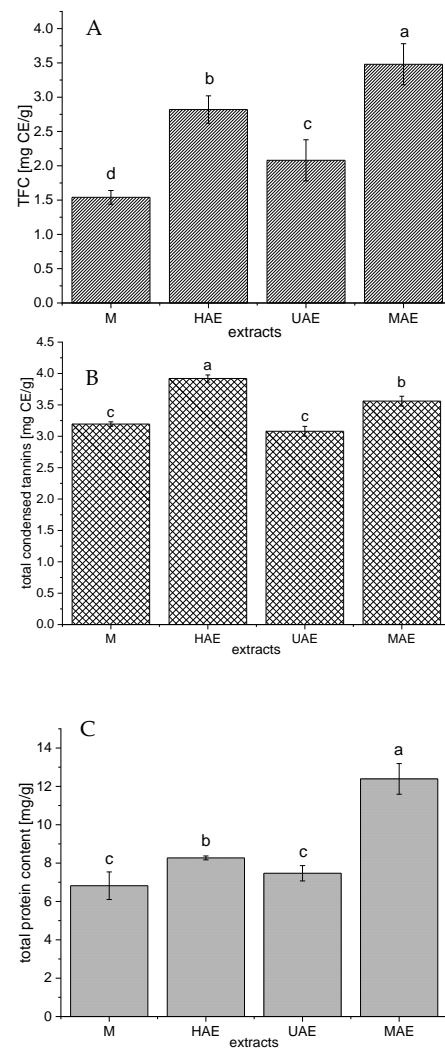 A
TFC [mg CE/g]
4.0
3.5
3.0
2.5
2.0
1.5
1.0
0.5
0.0
d
b
c
a
M HAE UAE MAE
extracts
B
total condensed tannins [mg CE/g]
4.5
4.0
3.5
3.0
2.5
2.0
1.5
1.0
0.5
0.0
c
a
c
b
M HAE UAE MAE
extracts
C
total protein content [mg/g]
14
12
10
8
6
4
2
0
c
b
c
a
M HAE UAE MAE
extracts